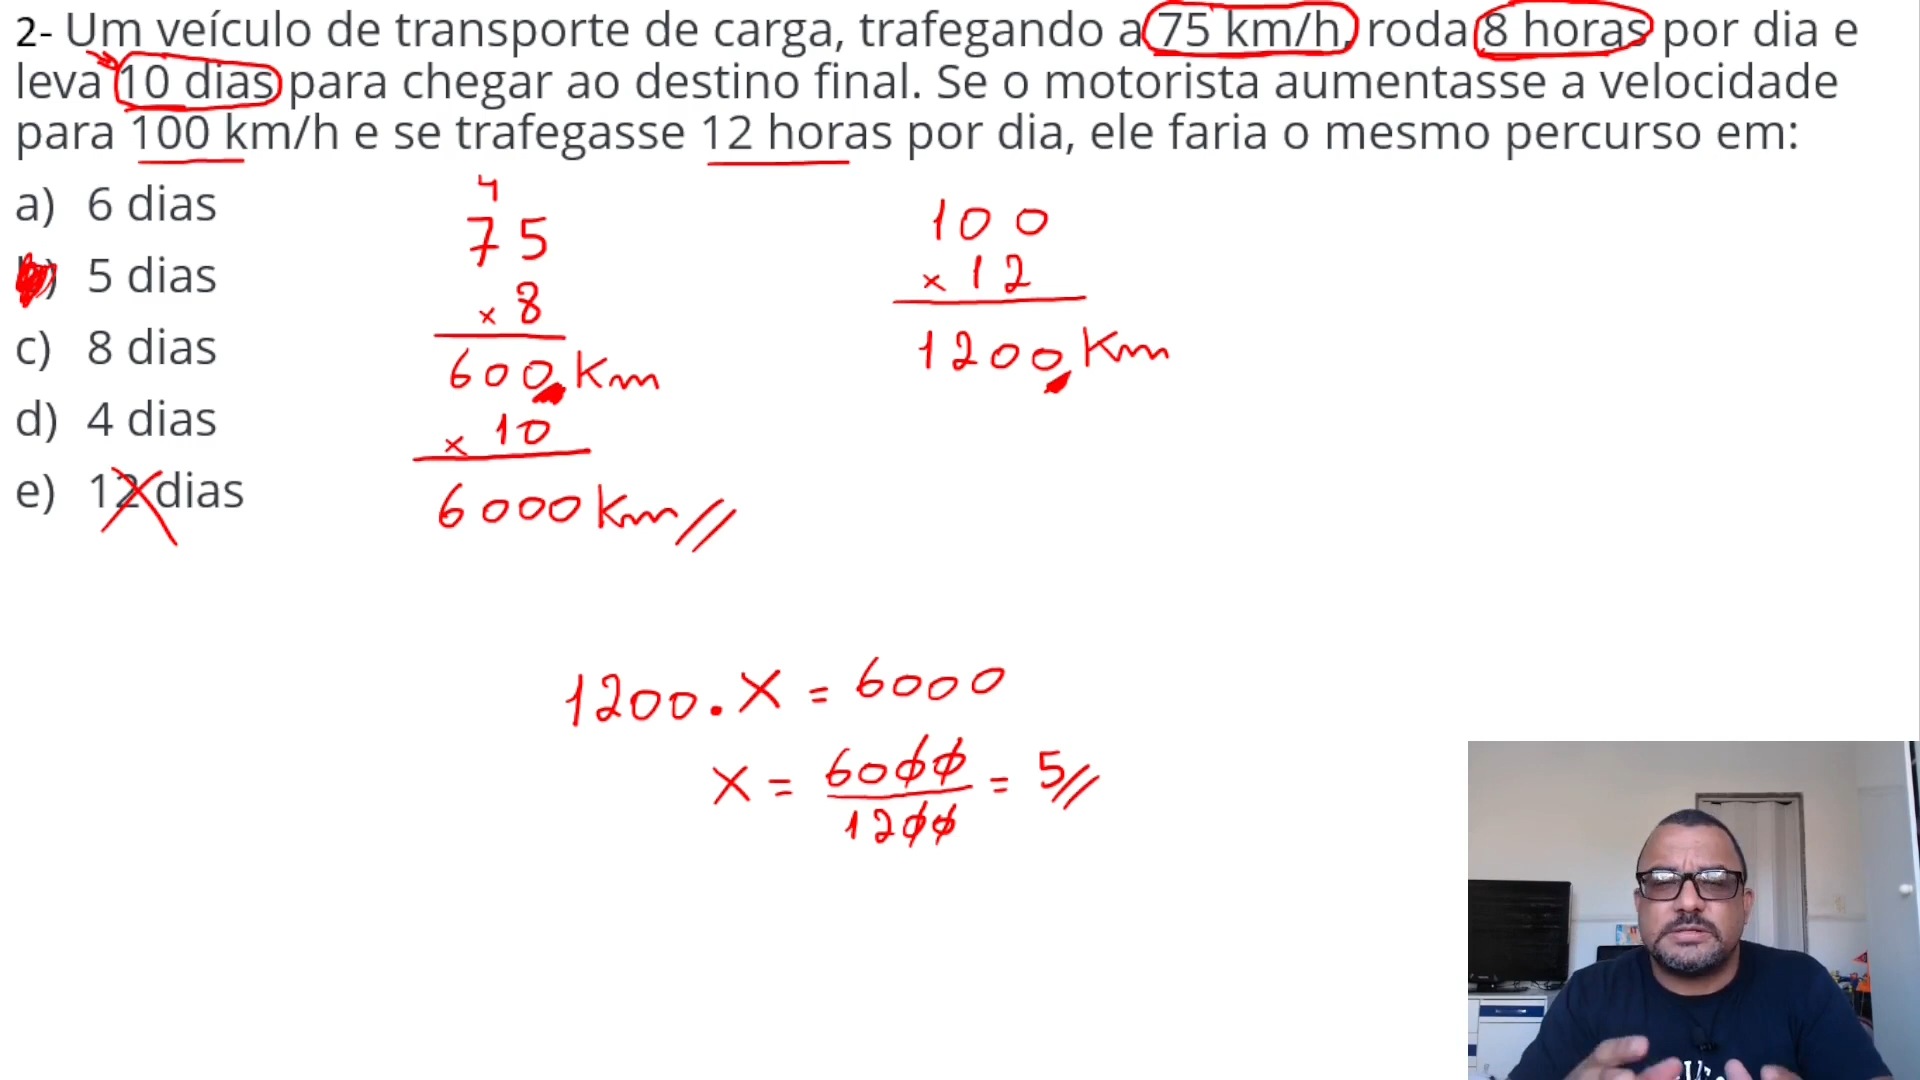 2- Um veículo de transporte de carga, trafegando a 75 km/h, roda 8 horas por dia e
leva 10 dias para chegar ao destino final. Se o motorista aumentasse a velocidade
para 100 km/h e se trafegasse 12 horas por dia, ele faria o mesmo percurso em:
a) 6 dias
b) 5 dias
c) 8 dias
d) 4 dias
e) 12 dias
4
75
× 8
600 Km
× 10
6000 Km //
100
× 12
1200 Km
1200 . X = 6000
X = 6000 / 1200 = 5 //